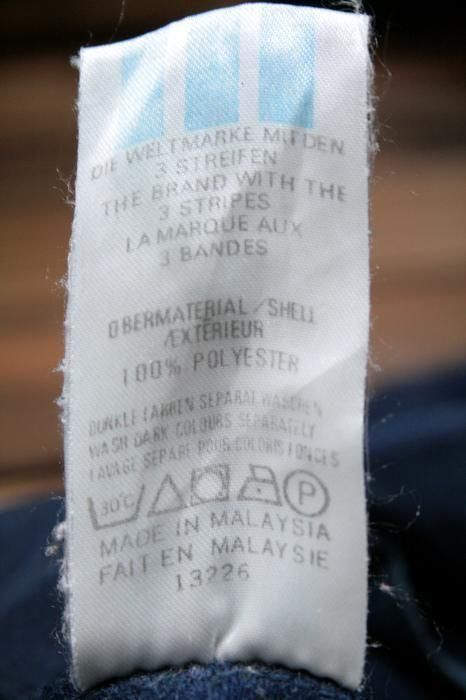 DIE WELTMARKE MIT DEN
3 STREIFEN
THE BRAND WITH THE
3 STRIPES
LA MARQUE AUX
3 BANDES
OBERMATERIAL/SHELL
/EXTERIEUR
100% POLYESTER
DUNKLE FARBEN SEPARAT WASCHEN
WASH DARK COLOURS SEPARATELY
LAVAGE SEPARE POUR COLORIS FONCES
30°C P
MADE IN MALAYSIA
FAIT EN MALAYSIE
13226